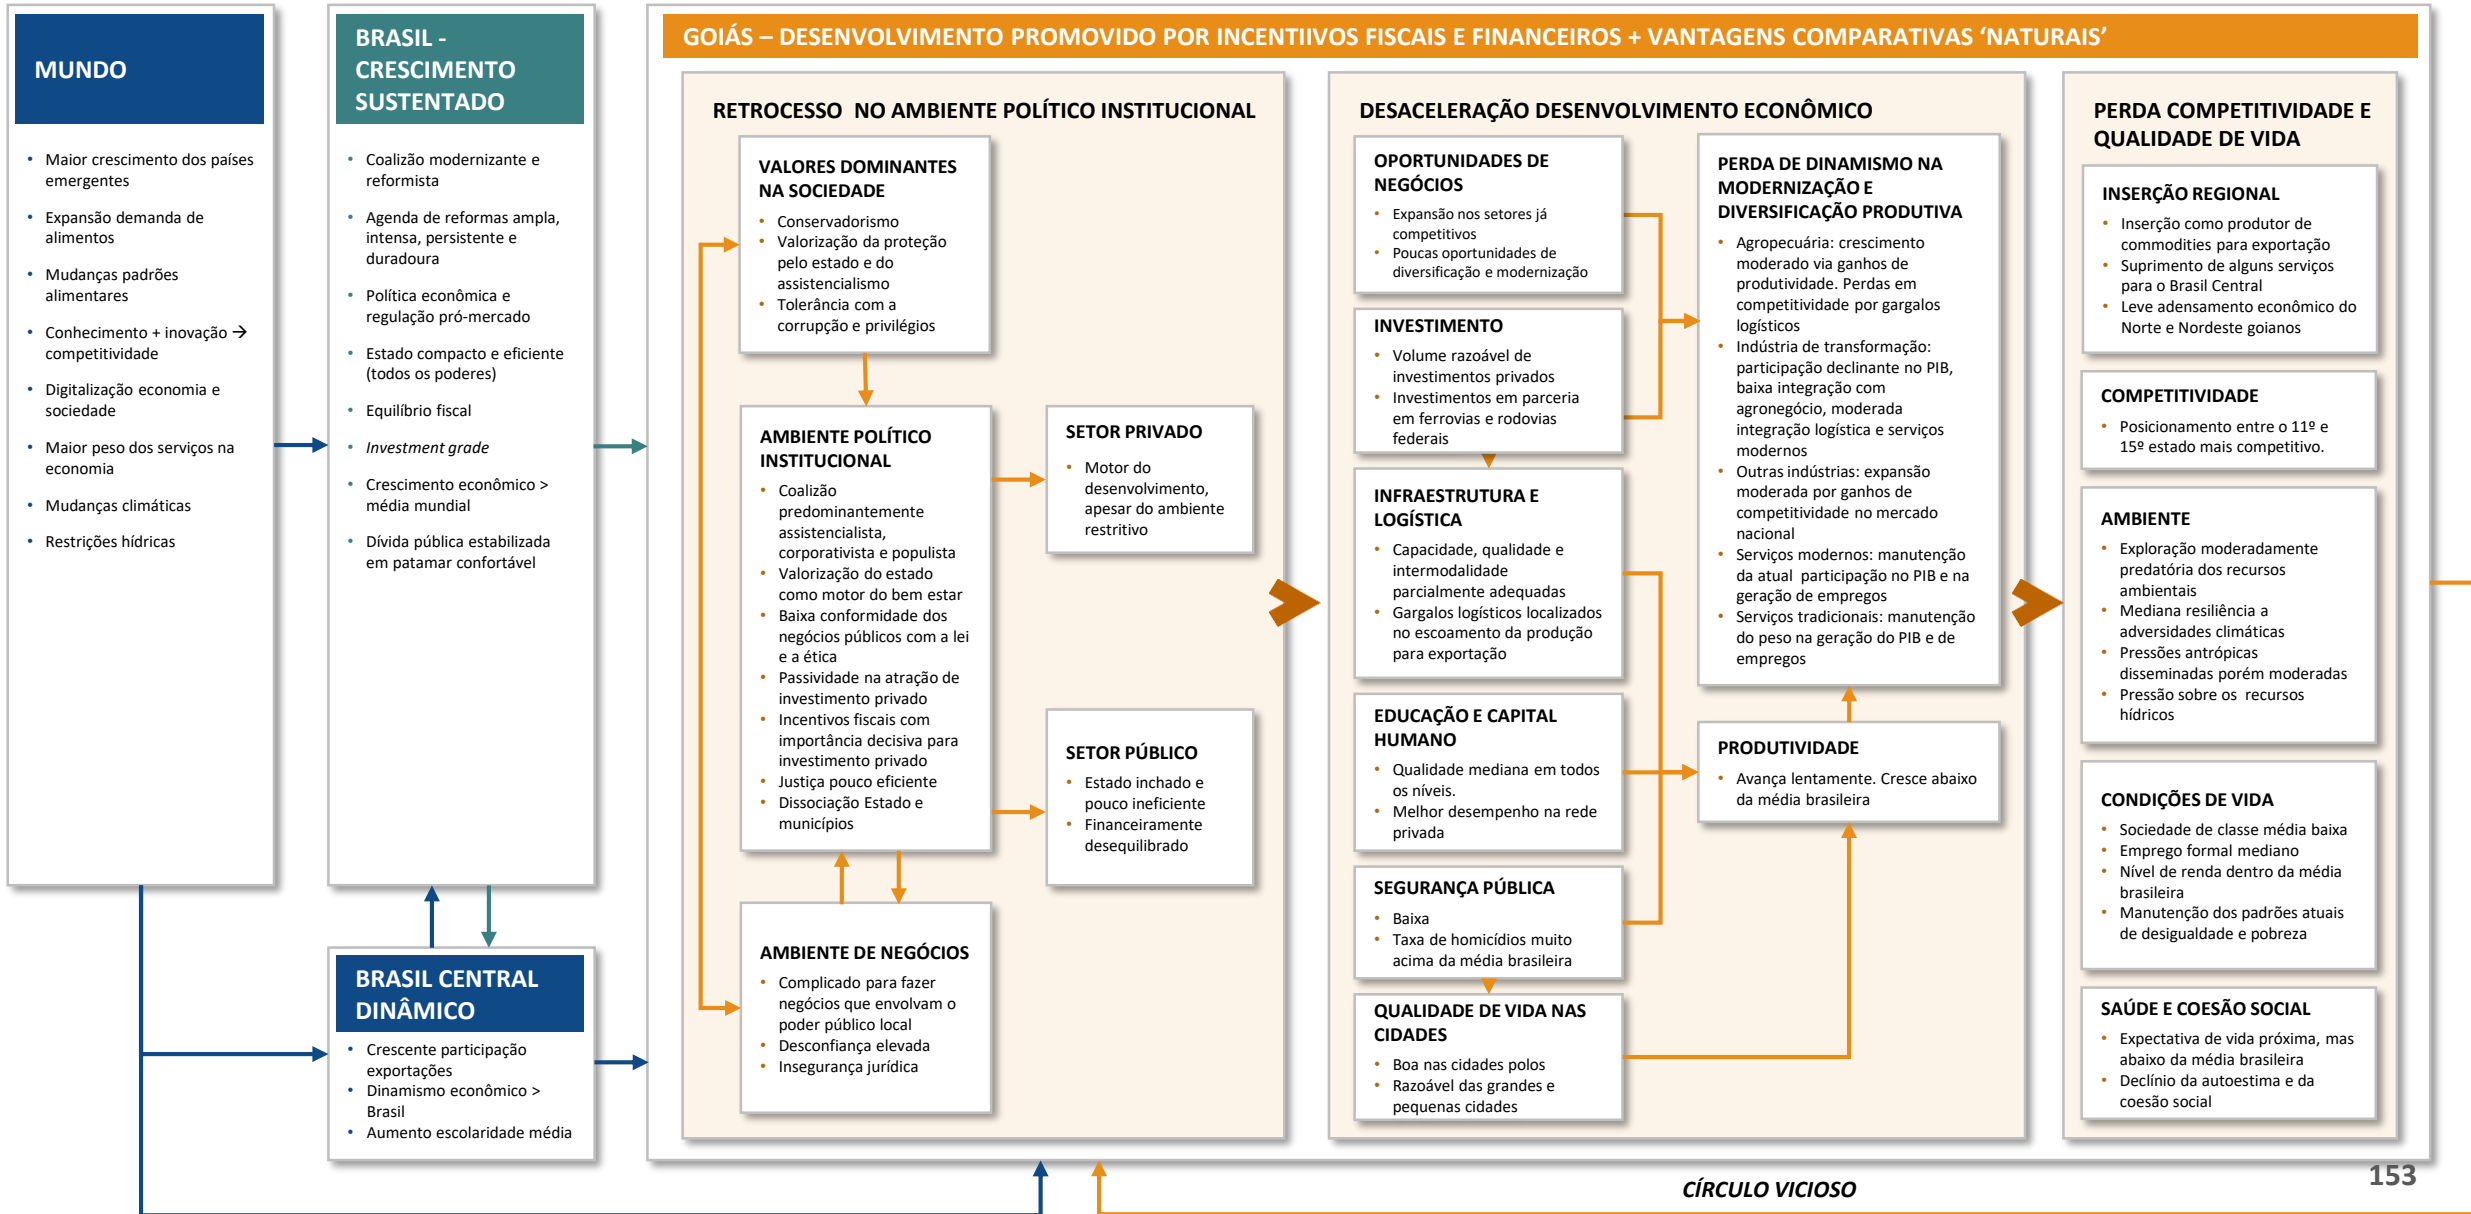 MUNDO
• Maior crescimento dos países
emergentes
• Expansão demanda de
alimentos
• Mudanças padrões
alimentares
• Conhecimento + inovação →
competitividade
• Digitalização economia e
sociedade
• Maior peso dos serviços na
economia
• Mudanças climáticas
• Restrições hídricas
BRASIL -
CRESCIMENTO
SUSTENTADO
• Coalizão modernizante e
reformista
• Agenda de reformas ampla,
intensa, persistente e
duradoura
• Política econômica e
regulação pró-mercado
• Estado compacto e eficiente
(todos os poderes)
• Equilíbrio fiscal
• Investment grade
• Crescimento econômico >
média mundial
• Dívida pública estabilizada
em patamar confortável
BRASIL CENTRAL
DINÂMICO
• Crescente participação
exportações
• Dinamismo econômico >
Brasil
• Aumento escolaridade média
GOIÁS – DESENVOLVIMENTO PROMOVIDO POR INCENTIIVOS FISCAIS E FINANCEIROS + VANTAGENS COMPARATIVAS ‘NATURAIS’
RETROCESSO NO AMBIENTE POLÍTICO INSTITUCIONAL
VALORES DOMINANTES
NA SOCIEDADE
• Conservadorismo
• Valorização da proteção
pelo estado e do
assistencialismo
• Tolerância com a
corrupção e privilégios
AMBIENTE POLÍTICO
INSTITUCIONAL
• Coalizão
predominantemente
assistencialista,
corporativista e populista
• Valorização do estado
como motor do bem estar
• Baixa conformidade dos
negócios públicos com a lei
e a ética
• Passividade na atração de
investimento privado
• Incentivos fiscais com
importância decisiva para
investimento privado
• Justiça pouco eficiente
• Dissociação Estado e
municípios
AMBIENTE DE NEGÓCIOS
• Complicado para fazer
negócios que envolvam o
poder público local
• Desconfiança elevada
• Insegurança jurídica
SETOR PRIVADO
• Motor do
desenvolvimento,
apesar do ambiente
restritivo
SETOR PÚBLICO
• Estado inchado e
pouco ineficiente
• Financeiramente
desequilibrado
DESACELERAÇÃO DESENVOLVIMENTO ECONÔMICO
OPORTUNIDADES DE
NEGÓCIOS
• Expansão nos setores já
competitivos
• Poucas oportunidades de
diversificação e modernização
INVESTIMENTO
• Volume razoável de
investimentos privados
• Investimentos em parceria
em ferrovias e rodovias
federais
INFRAESTRUTURA E
LOGÍSTICA
• Capacidade, qualidade e
intermodalidade
parcialmente adequadas
• Gargalos logísticos localizados
no escoamento da produção
para exportação
EDUCAÇÃO E CAPITAL
HUMANO
• Qualidade mediana em todos
os níveis.
• Melhor desempenho na rede
privada
SEGURANÇA PÚBLICA
• Baixa
• Taxa de homicídios muito
acima da média brasileira
QUALIDADE DE VIDA NAS
CIDADES
• Boa nas cidades polos
• Razoável das grandes e
pequenas cidades
PERDA DE DINAMISMO NA
MODERNIZAÇÃO E
DIVERSIFICAÇÃO PRODUTIVA
• Agropecuária: crescimento
moderado via ganhos de
produtividade. Perdas em
competitividade por gargalos
logísticos
• Indústria de transformação:
participação declinante no PIB,
baixa integração com
agronegócio, moderada
integração logística e serviços
modernos
• Outras indústrias: expansão
moderada por ganhos de
competitividade no mercado
nacional
• Serviços modernos: manutenção
da atual participação no PIB e na
geração de empregos
• Serviços tradicionais: manutenção
do peso na geração do PIB e de
empregos
PRODUTIVIDADE
• Avança lentamente. Cresce abaixo
da média brasileira
PERDA COMPETITIVIDADE E
QUALIDADE DE VIDA
INSERÇÃO REGIONAL
• Inserção como produtor de
commodities para exportação
• Suprimento de alguns serviços
para o Brasil Central
• Leve adensamento econômico do
Norte e Nordeste goianos
COMPETITIVIDADE
• Posicionamento entre o 11º e
15º estado mais competitivo.
AMBIENTE
• Exploração moderadamente
predatória dos recursos
ambientais
• Mediana resiliência a
adversidades climáticas
• Pressões antrópicas
disseminadas porém moderadas
• Pressão sobre os recursos
hídricos
CONDIÇÕES DE VIDA
• Sociedade de classe média baixa
• Emprego formal mediano
• Nível de renda dentro da média
brasileira
• Manutenção dos padrões atuais
de desigualdade e pobreza
SAÚDE E COESÃO SOCIAL
• Expectativa de vida próxima, mas
abaixo da média brasileira
• Declínio da autoestima e da
coesão social
CÍRCULO VICIOSO
153